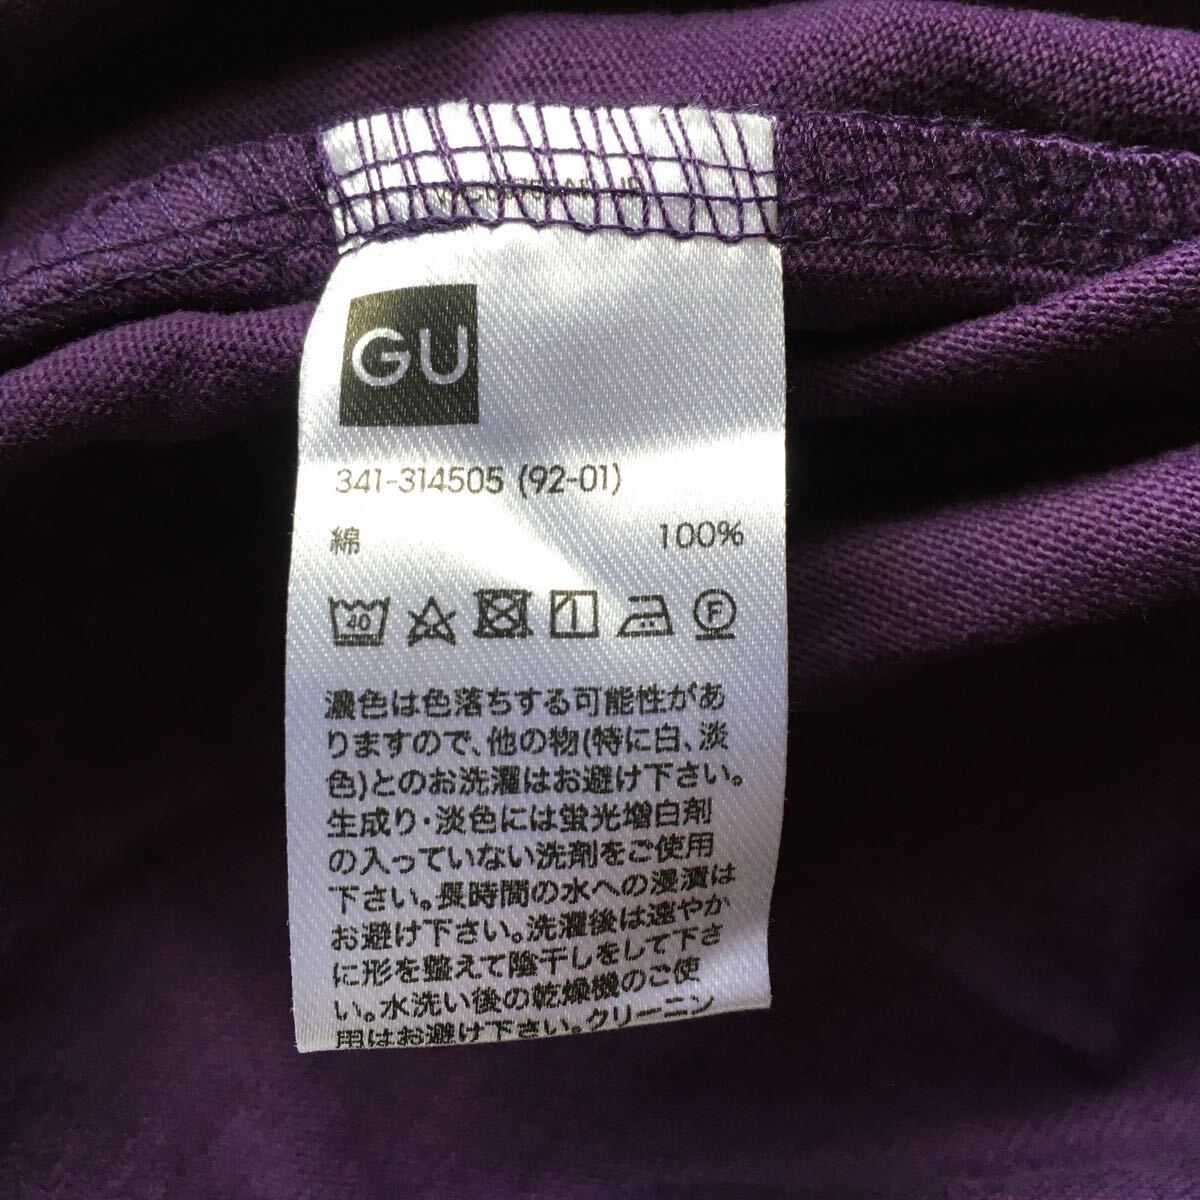 GU
341-314505 (92-01)
綿 100%
40 F
濃色は色落ちする可能性があ
りますので、他の物(特に白、淡
色)とのお洗濯はお避け下さい。
生成り・淡色には蛍光増白剤
の入っていない洗剤をご使用
下さい。長時間の水への浸漬は
お避け下さい。洗濯後は速やか
に形を整えて陰干しをして下さ
い。水洗い後の乾燥機のご使
用はお避け下さい。クリーニン